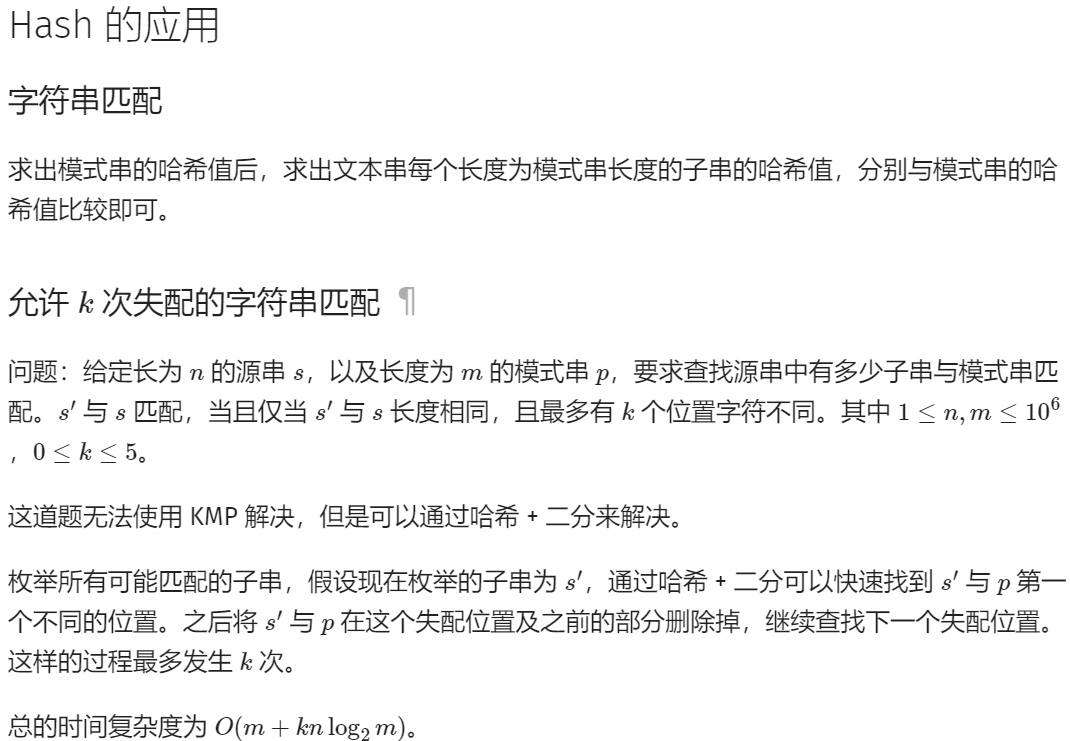 Hash 的应用
字符串匹配
求出模式串的哈希值后，求出文本串每个长度为模式串长度的子串的哈希值，分别与模式串的哈
希值比较即可。
允许 k 次失配的字符串匹配 ¶
问题：给定长为 n 的源串 s，以及长度为 m 的模式串 p，要求查找源串中有多少子串与模式串匹
配。s′ 与 s 匹配，当且仅当 s′ 与 s 长度相同，且最多有 k 个位置字符不同。其中 1 ≤ n, m ≤ 10⁶
，0 ≤ k ≤ 5。
这道题无法使用 KMP 解决，但是可以通过哈希 + 二分来解决。
枚举所有可能匹配的子串，假设现在枚举的子串为 s′，通过哈希 + 二分可以快速找到 s′ 与 p 第一
个不同的位置。之后将 s′ 与 p 在这个失配位置及之前的部分删除掉，继续查找下一个失配位置。
这样的过程最多发生 k 次。
总的时间复杂度为 O(m + kn log₂ m)。